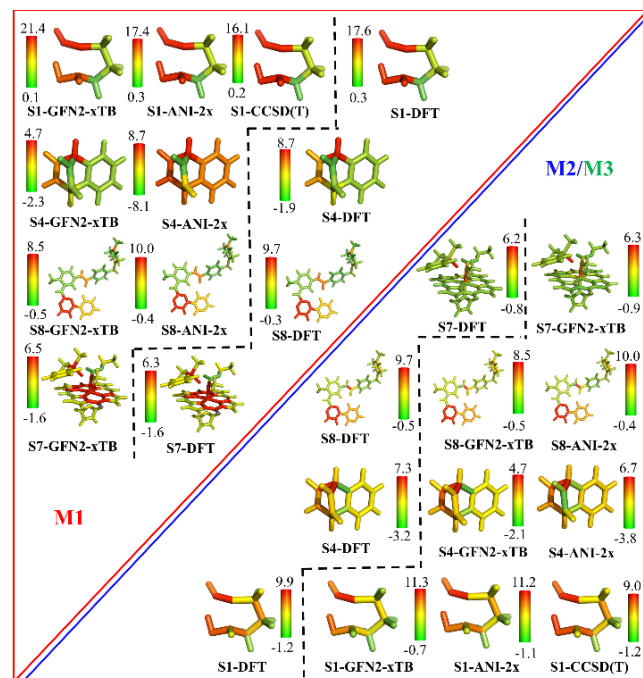 21.4
17.4
16.1
17.6
0.1
0.3
0.2
0.3
S1-GFN2-xTB
S1-ANI-2x
S1-CCSD(T)
S1-DFT
4.7
8.7
8.7
-2.3
-8.1
-1.9
S4-GFN2-xTB
S4-ANI-2x
S4-DFT
M2/M3
8.5
10.0
9.7
6.2
6.3
-0.5
-0.4
-0.3
-0.8
-0.9
S8-GFN2-xTB
S8-ANI-2x
S8-DFT
S7-DFT
S7-GFN2-xTB
6.5
6.3
9.7
8.5
10.0
-1.6
-1.6
-0.5
-0.5
-0.4
S7-GFN2-xTB
S7-DFT
S8-DFT
S8-GFN2-xTB
S8-ANI-2x
7.3
4.7
6.7
M1
-3.2
-2.1
-3.8
S4-DFT
S4-GFN2-xTB
S4-ANI-2x
9.9
11.3
11.2
9.0
-1.2
-0.7
-1.1
-1.2
S1-DFT
S1-GFN2-xTB
S1-ANI-2x
S1-CCSD(T)